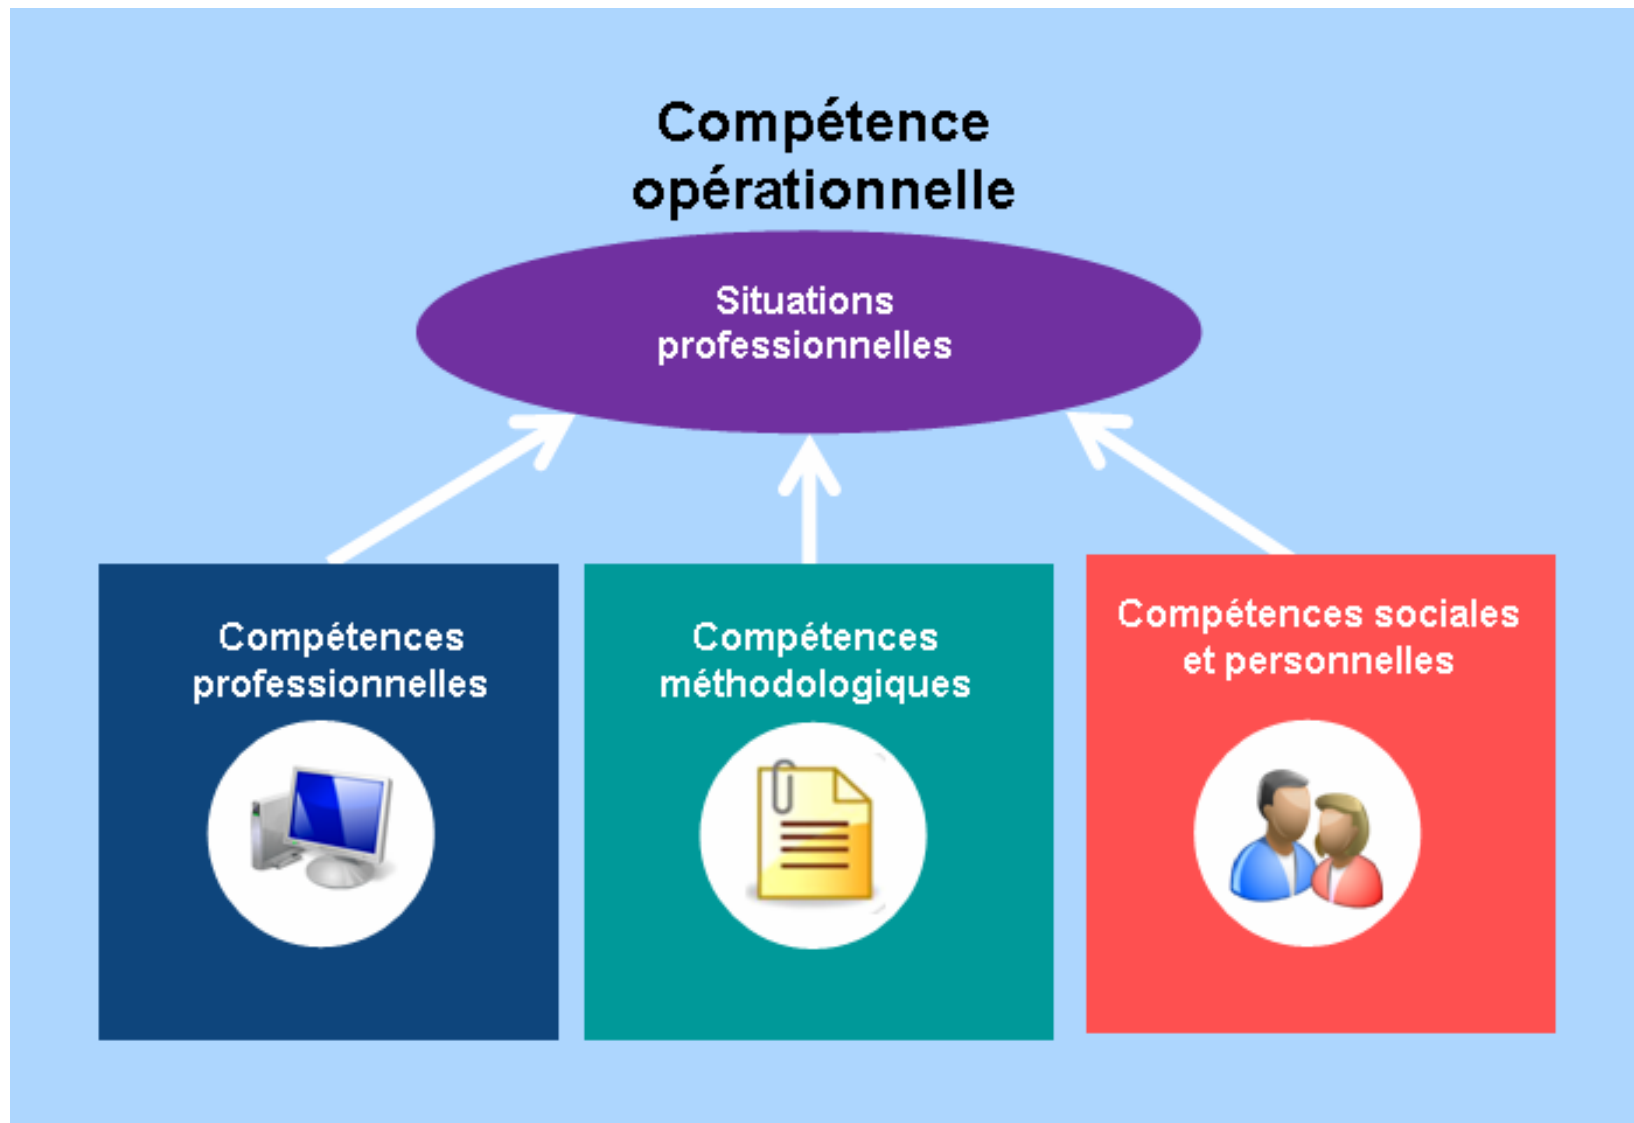 Compétence
opérationnelle
Situations
professionnelles
Compétences
professionnelles
Compétences
méthodologiques
Compétences sociales
et personnelles